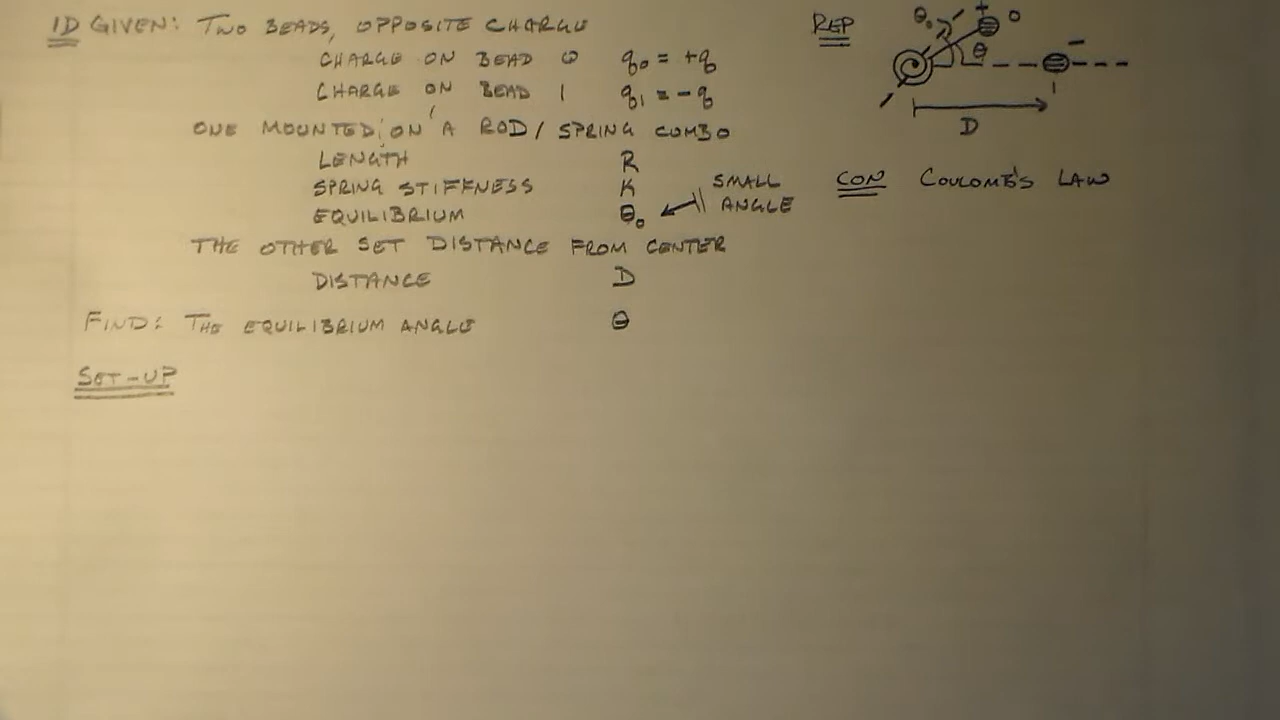 ID GIVEN: TWO BEADS, OPPOSITE CHARGE
CHARGE ON BEAD 0 q₀ = +q
CHARGE ON BEAD 1 q₁ = -q
ONE MOUNTED ON A ROD / SPRING COMBO
LENGTH R
SPRING STIFFNESS K
EQUILIBRIUM θ₀
SMALL
ANGLE
THE OTHER SET DISTANCE FROM CENTER
DISTANCE D
FIND: THE EQUILIBRIUM ANGLE θ
SET-UP
REP
θ₀ + 0
θ −
1
D
CON COULOMB'S LAW